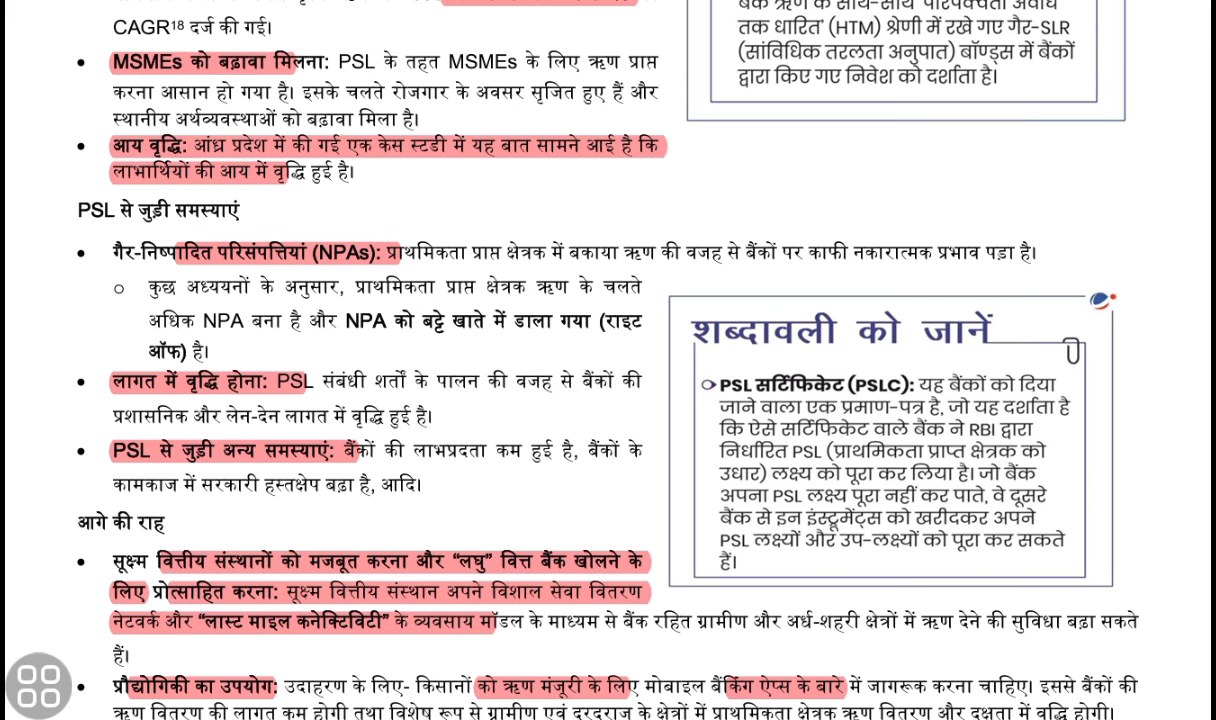 CAGR¹⁸ दर्ज की गई।
• MSMEs को बढ़ावा मिलना: PSL के तहत MSMEs के लिए ऋण प्राप्त
करना आसान हो गया है। इसके चलते रोजगार के अवसर सृजित हुए हैं और
स्थानीय अर्थव्यवस्थाओं को बढ़ावा मिला है।
• आय वृद्धि: आंध्र प्रदेश में की गई एक केस स्टडी में यह बात सामने आई है कि
लाभार्थियों की आय में वृद्धि हुई है।
बैंक ऋण के साथ-साथ 'परिपक्वता अवधि
तक धारित' (HTM) श्रेणी में रखे गए गैर-SLR
(सांविधिक तरलता अनुपात) बॉण्ड्स में बैंकों
द्वारा किए गए निवेश को दर्शाता है।
PSL से जुड़ी समस्याएं
• गैर-निष्पादित परिसंपत्तियां (NPAs): प्राथमिकता प्राप्त क्षेत्रक में बकाया ऋण की वजह से बैंकों पर काफी नकारात्मक प्रभाव पड़ा है।
o कुछ अध्ययनों के अनुसार, प्राथमिकता प्राप्त क्षेत्रक ऋण के चलते
अधिक NPA बना है और NPA को बट्टे खाते में डाला गया (राइट
ऑफ) है।
• लागत में वृद्धि होना: PSL संबंधी शर्तों के पालन की वजह से बैंकों की
प्रशासनिक और लेन-देन लागत में वृद्धि हुई है।
• PSL से जुड़ी अन्य समस्याएं: बैंकों की लाभप्रदता कम हुई है, बैंकों के
कामकाज में सरकारी हस्तक्षेप बढ़ा है, आदि।
शब्दावली को जानें
PSL सर्टिफिकेट (PSLC): यह बैंकों को दिया
जाने वाला एक प्रमाण-पत्र है, जो यह दर्शाता है
कि ऐसे सर्टिफिकेट वाले बैंक ने RBI द्वारा
निर्धारित PSL (प्राथमिकता प्राप्त क्षेत्रक को
उधार) लक्ष्य को पूरा कर लिया है। जो बैंक
अपना PSL लक्ष्य पूरा नहीं कर पाते, वे दूसरे
बैंक से इन इंस्ट्रूमेंट्स को खरीदकर अपने
PSL लक्ष्यों और उप-लक्ष्यों को पूरा कर सकते
हैं।
आगे की राह
• सूक्ष्म वित्तीय संस्थानों को मजबूत करना और “लघु” वित्त बैंक खोलने के
लिए प्रोत्साहित करना: सूक्ष्म वित्तीय संस्थान अपने विशाल सेवा वितरण
नेटवर्क और “लास्ट माइल कनेक्टिविटी” के व्यवसाय मॉडल के माध्यम से बैंक रहित ग्रामीण और अर्ध-शहरी क्षेत्रों में ऋण देने की सुविधा बढ़ा सकते
हैं।
• प्रौद्योगिकी का उपयोग: उदाहरण के लिए- किसानों को ऋण मंजूरी के लिए मोबाइल बैंकिंग ऐप्स के बारे में जागरूक करना चाहिए। इससे बैंकों की
ऋण वितरण की लागत कम होगी तथा विशेष रूप से ग्रामीण एवं दूरदराज के क्षेत्रों में प्राथमिकता क्षेत्रक ऋण वितरण और दक्षता में वृद्धि होगी।